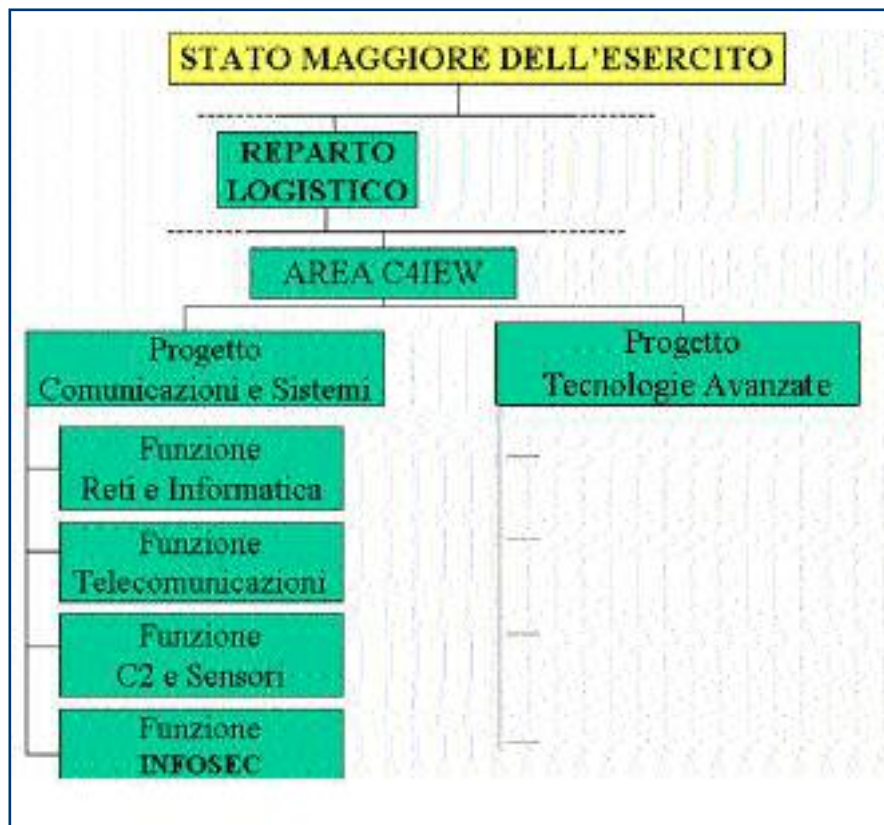 STATO MAGGIORE DELL'ESERCITO
REPARTO
LOGISTICO
AREA C4IEW
Progetto
Comunicazioni e Sistemi
Progetto
Tecnologie Avanzate
Funzione
Reti e Informatica
Funzione
Telecomunicazioni
Funzione
C2 e Sensori
Funzione
INFOSEC